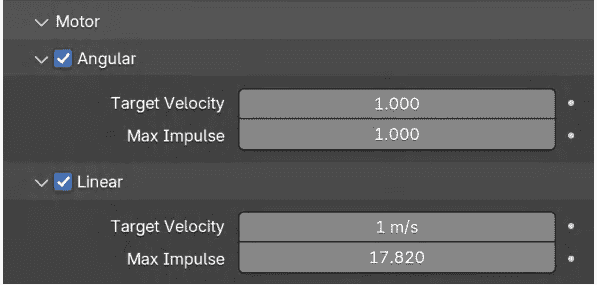 Motor
Angular
Target Velocity 1.000
Max Impulse 1.000
Linear
Target Velocity 1 m/s
Max Impulse 17.820